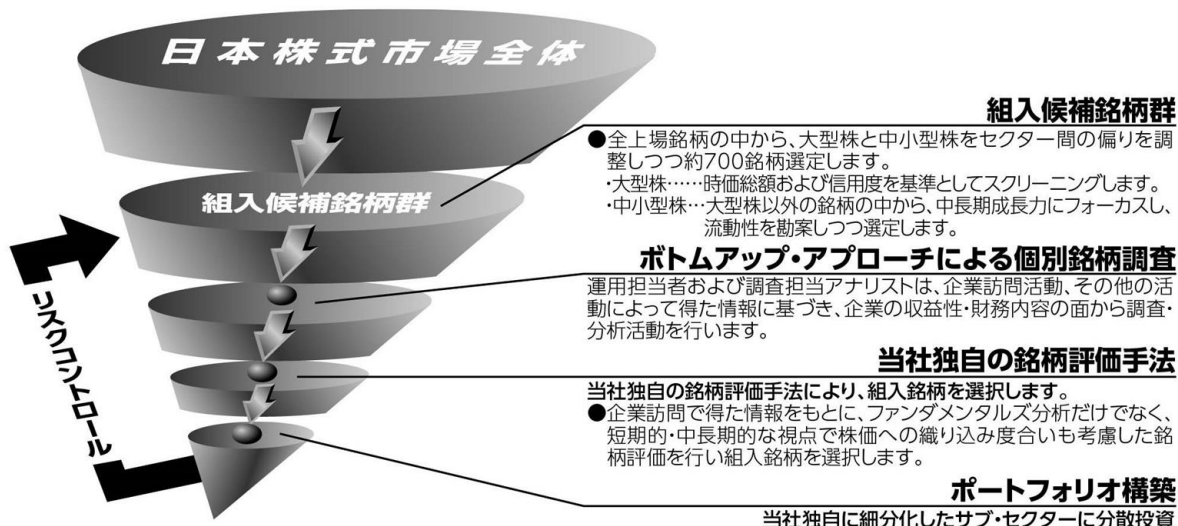 日本株式市場全体
組入候補銘柄群
リスクコントロール
組入候補銘柄群
●全上場銘柄の中から、大型株と中小型株をセクター間の偏りを調
整しつつ約700銘柄選定します。
・大型株……時価総額および信用度を基準としてスクリーニングします。
・中小型株…大型株以外の銘柄の中から、中長期成長力にフォーカスし、
流動性を勘案しつつ選定します。
ボトムアップ・アプローチによる個別銘柄調査
運用担当者および調査担当アナリストは、企業訪問活動、その他の活
動によって得た情報に基づき、企業の収益性・財務内容の面から調査・
分析活動を行います。
当社独自の銘柄評価手法
当社独自の銘柄評価手法により、組入銘柄を選択します。
●企業訪問で得た情報をもとに、ファンダメンタルズ分析だけでなく、
短期的・中長期的な視点で株価への織り込み度合いも考慮した銘
柄評価を行い組入銘柄を選択します。
ポートフォリオ構築
当社独自に細分化したサブ・セクターに分散投資